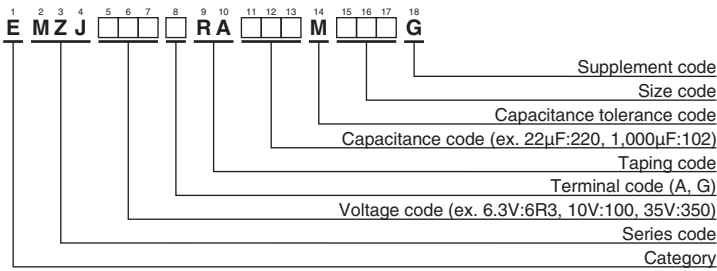 1 2 3 4 5 6 7 8 9 10 11 12 13 14 15 16 17 18
E MZJ □□□ □ RA □□□ M □□□ G
Supplement code
Size code
Capacitance tolerance code
Capacitance code (ex. 22μF:220, 1,000μF:102)
Taping code
Terminal code (A, G)
Voltage code (ex. 6.3V:6R3, 10V:100, 35V:350)
Series code
Category